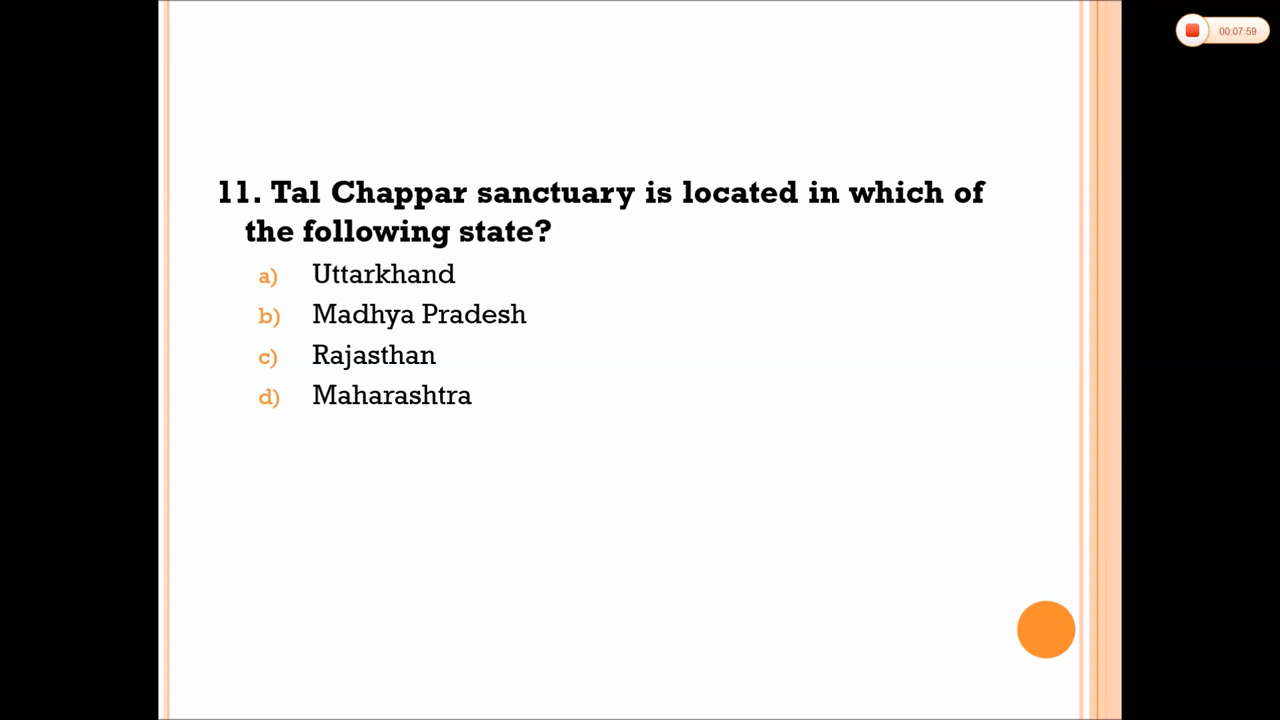 00:07:59
11. Tal Chappar sanctuary is located in which of
the following state?
a) Uttarkhand
b) Madhya Pradesh
c) Rajasthan
d) Maharashtra